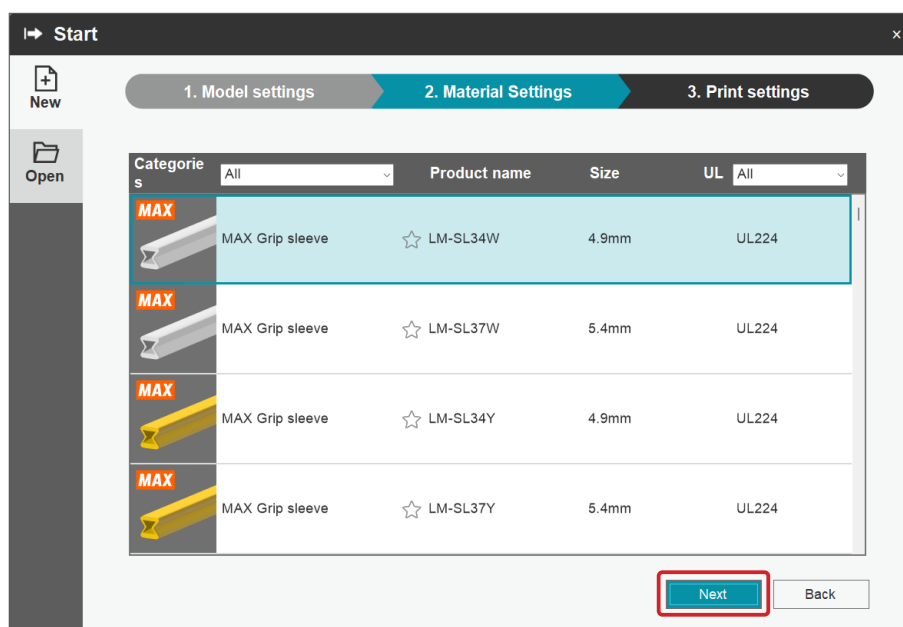 Start
×
New
Open
1. Model settings
2. Material Settings
3. Print settings
Categorie
s
All
Product name
Size
UL
All
MAX
MAX Grip sleeve
LM-SL34W
4.9mm
UL224
MAX
MAX Grip sleeve
LM-SL37W
5.4mm
UL224
MAX
MAX Grip sleeve
LM-SL34Y
4.9mm
UL224
MAX
MAX Grip sleeve
LM-SL37Y
5.4mm
UL224
Next
Back